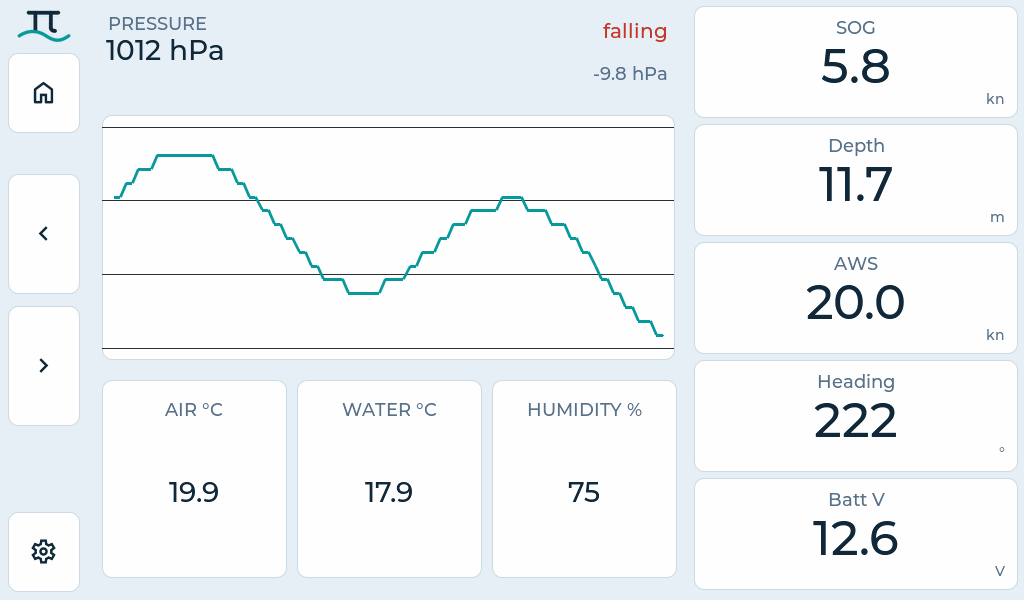 PRESSURE
1012 hPa
falling
-9.8 hPa
AIR °C
19.9
WATER °C
17.9
HUMIDITY %
75
SOG
5.8
kn
Depth
11.7
m
AWS
20.0
kn
Heading
222
°
Batt V
12.6
V